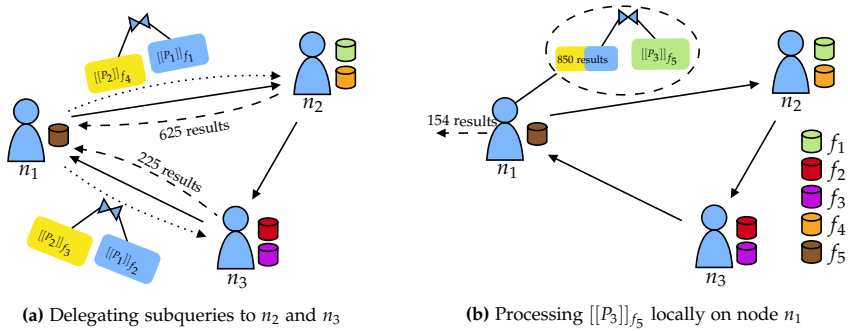 [[P₂]]f₄
[[P₁]]f₁
n₂
625 results
n₁
225 results
[[P₂]]f₃
[[P₁]]f₂
n₃
(a) Delegating subqueries to n₂ and n₃
850 results
[[P₃]]f₅
n₂
154 results
n₁
f₁
f₂
f₃
f₄
f₅
n₃
(b) Processing [[P₃]]f₅ locally on node n₁